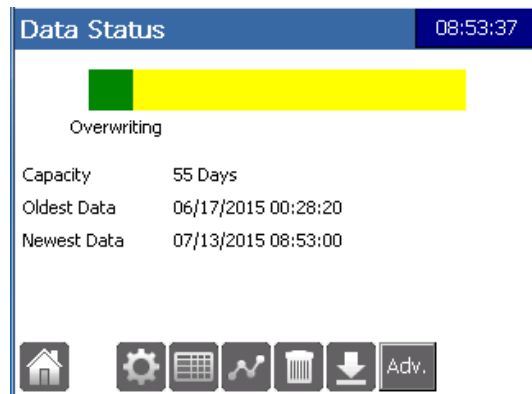 Data Status 08:53:37
Overwriting
Capacity 55 Days
Oldest Data 06/17/2015 00:28:20
Newest Data 07/13/2015 08:53:00
Adv.